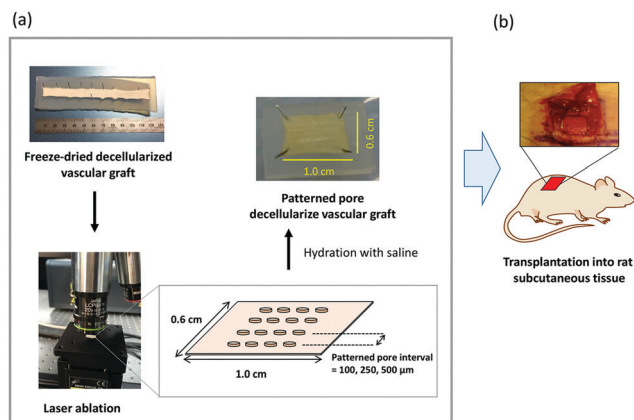 (a)
Freeze-dried decellularized
vascular graft
0.6 cm
1.0 cm
Patterned pore
decellularize vascular graft
Hydration with saline
LCPlan
20x
0.6 cm
1.0 cm
Patterned pore interval
= 100, 250, 500 μm
Laser ablation
(b)
Transplantation into rat
subcutaneous tissue